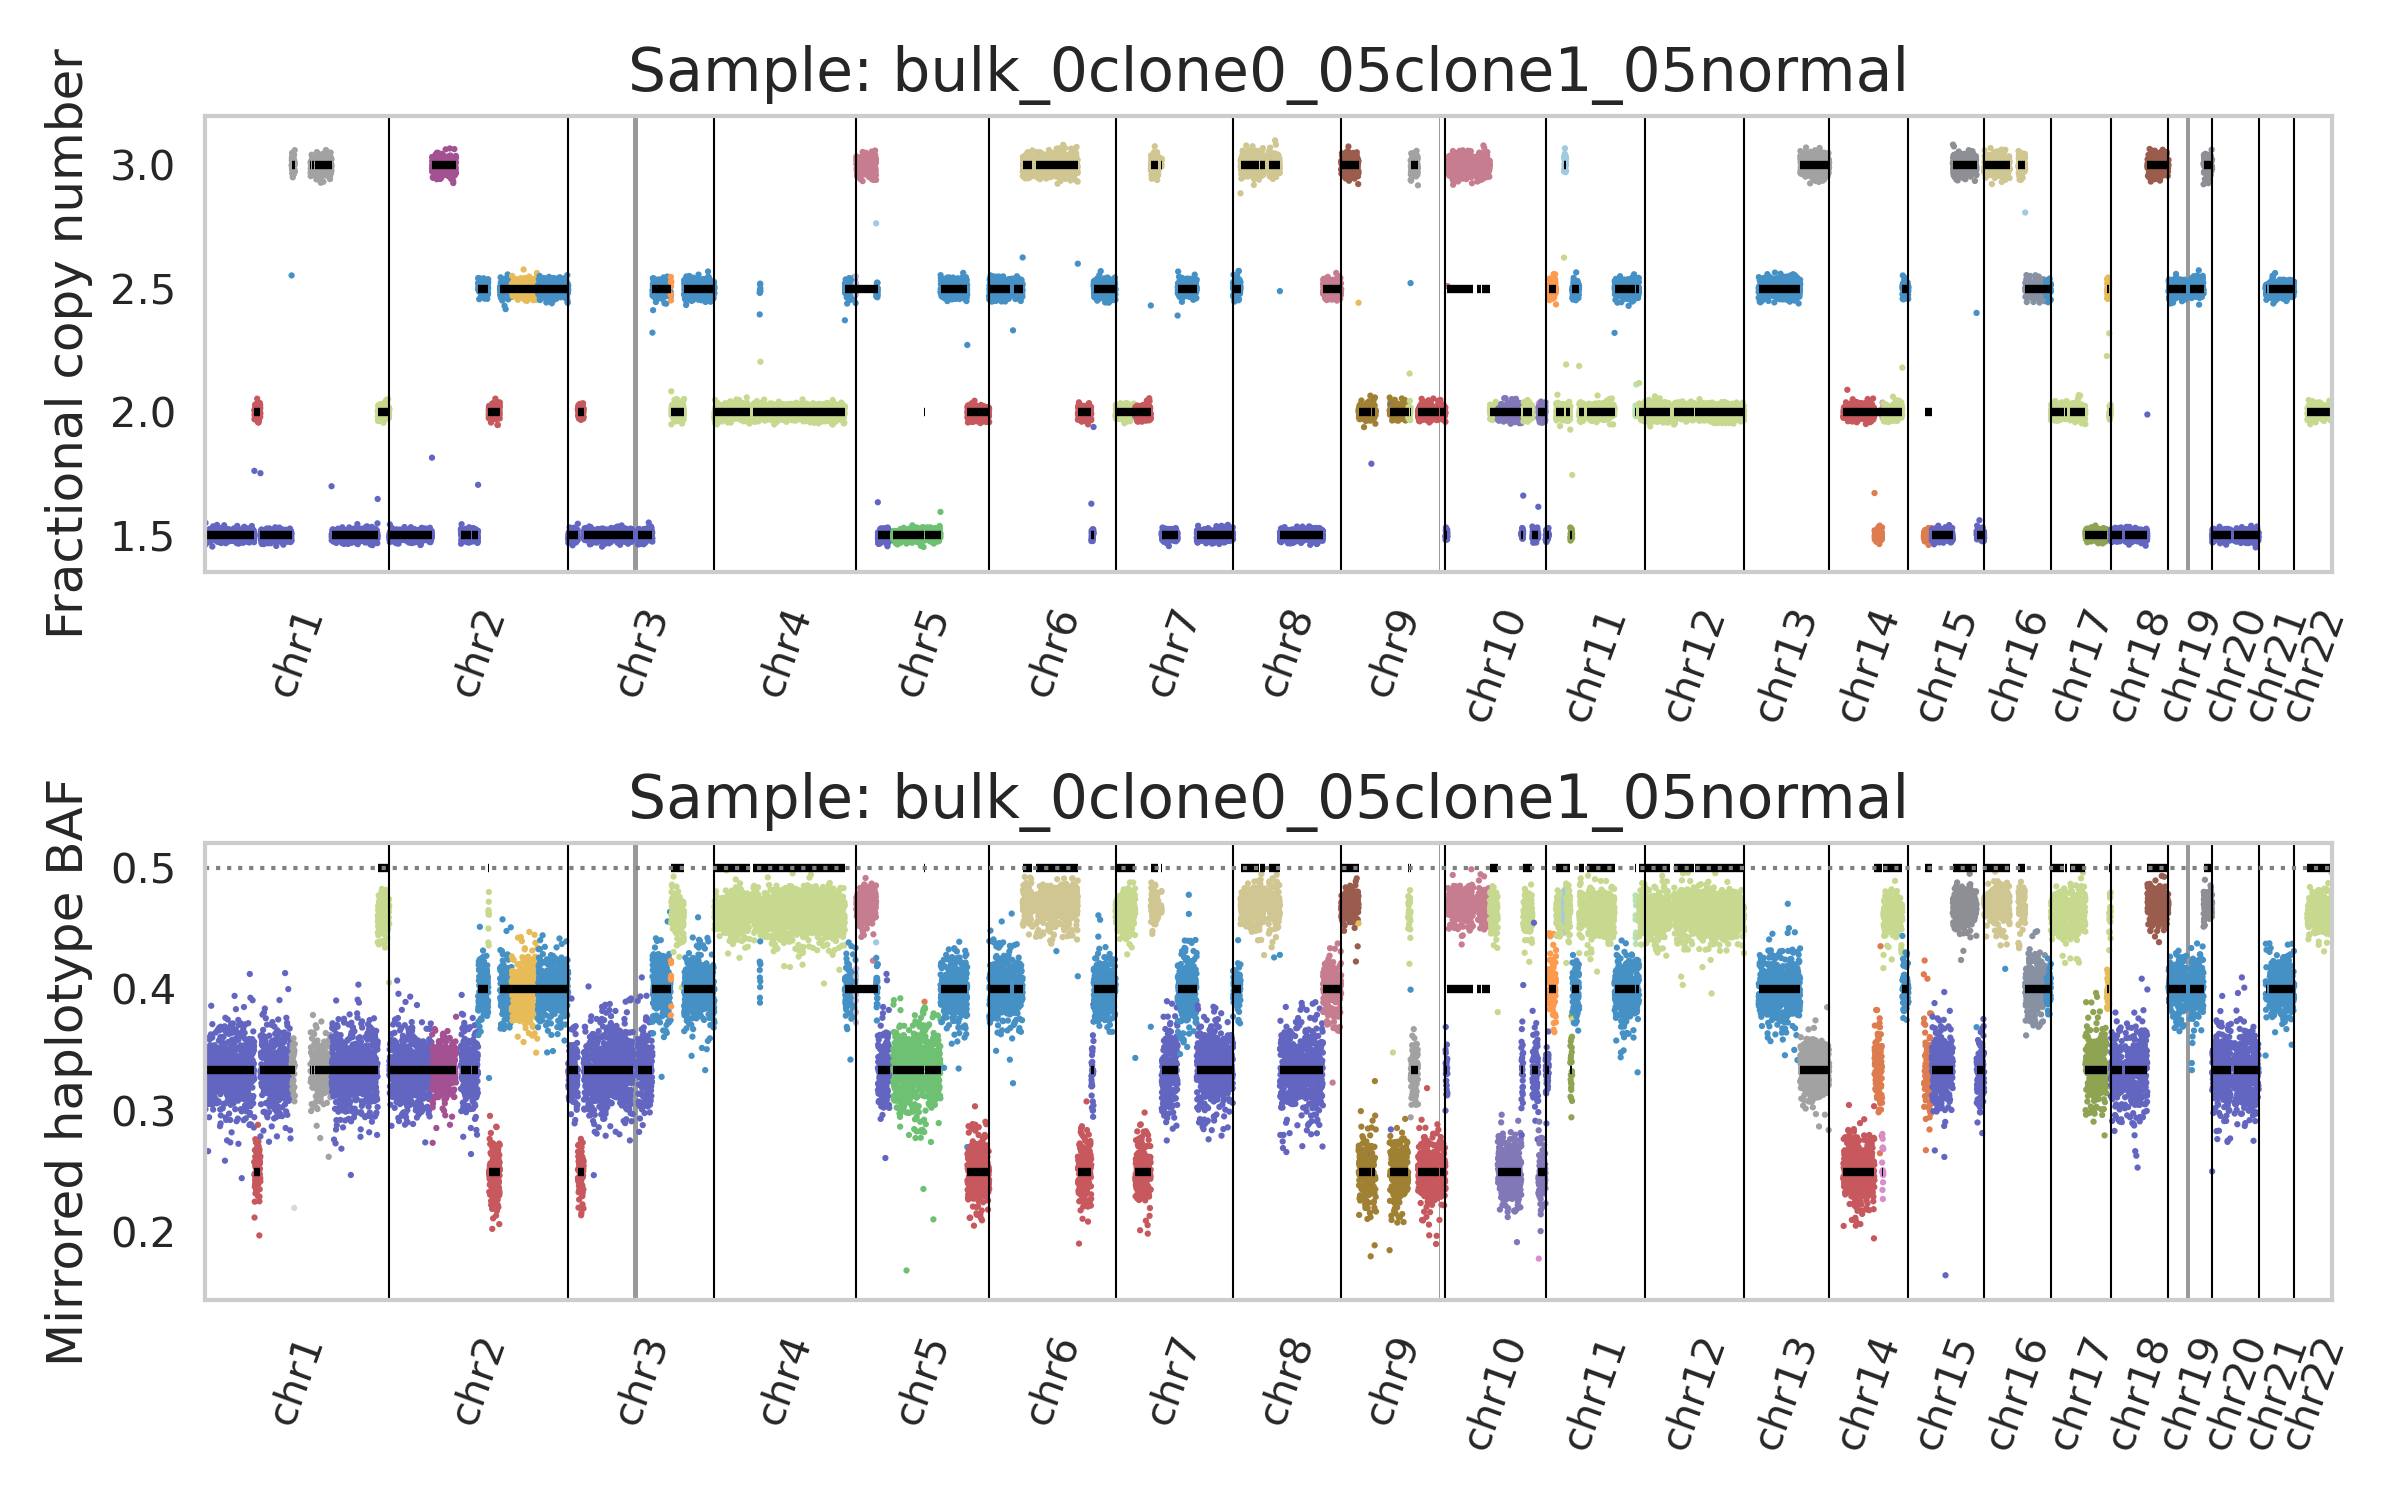 Sample: bulk_0clone0_05clone1_05normal
Fractional copy number
3.0
2.5
2.0
1.5
chr1 chr2 chr3 chr4 chr5 chr6 chr7 chr8 chr9 chr10 chr11 chr12 chr13 chr14 chr15 chr16 chr17 chr18 chr19 chr20 chr21 chr22
Sample: bulk_0clone0_05clone1_05normal
Mirrored haplotype BAF
0.5
0.4
0.3
0.2
chr1 chr2 chr3 chr4 chr5 chr6 chr7 chr8 chr9 chr10 chr11 chr12 chr13 chr14 chr15 chr16 chr17 chr18 chr19 chr20 chr21 chr22